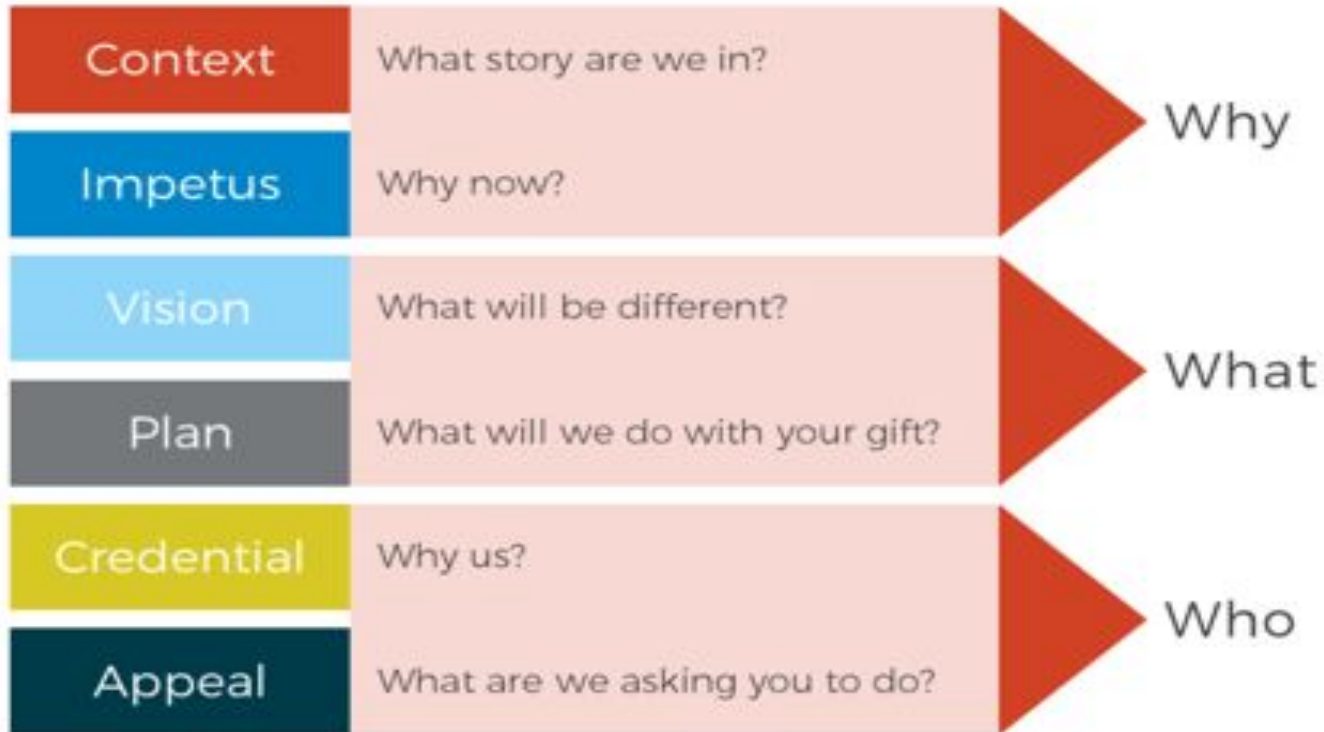 Context
What story are we in?
Impetus
Why now?
Why
Vision
What will be different?
Plan
What will we do with your gift?
What
Credential
Why us?
Appeal
What are we asking you to do?
Who